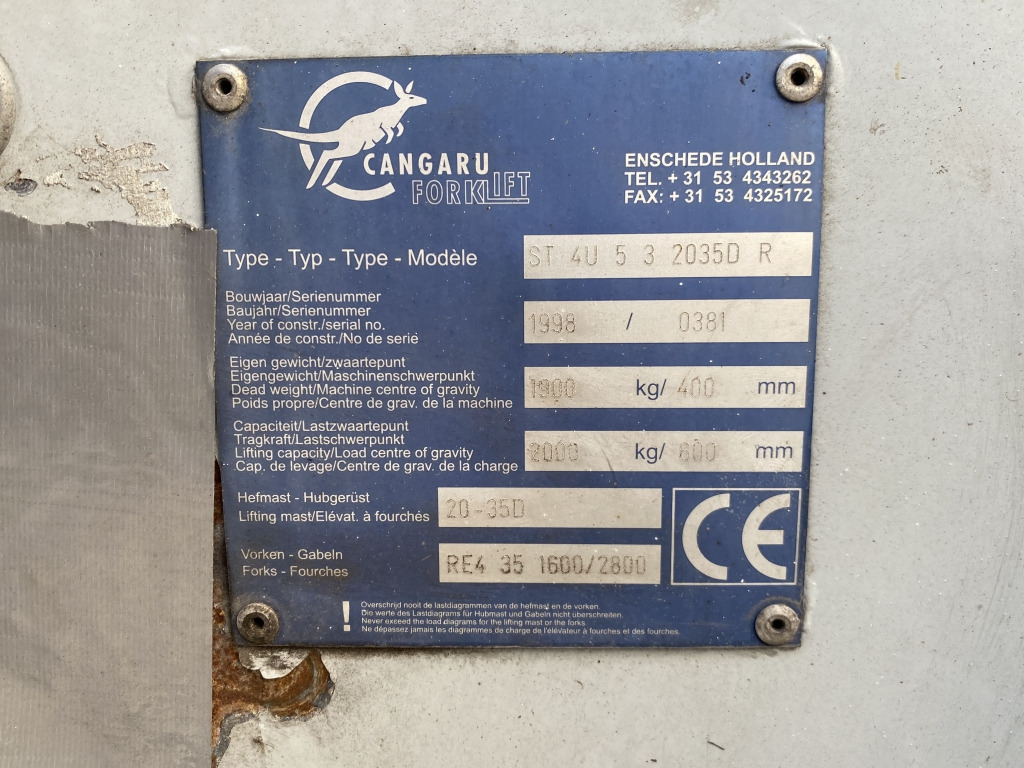 CANGARU
FORKLIFT
ENSCHEDE HOLLAND
TEL. + 31 53 4343262
FAX: + 31 53 4325172
Type - Typ - Type - Modèle
ST 4U 5 3 2035D R
Bouwjaar/Serienummer
Baujahr/Serienummer
Year of constr./serial no.
Année de constr./No de serie
1998 / 0381
Eigen gewicht/zwaartepunt
Eigengewicht/Maschinenschwerpunkt
Dead weight/Machine centre of gravity
Poids propre/Centre de grav. de la machine
1900 kg/ 400 mm
Capaciteit/Lastzwaartepunt
Tragkraft/Lastschwerpunkt
Lifting capacity/Load centre of gravity
Cap. de levage/Centre de grav. de la charge
2000 kg/ 600 mm
Hefmast - Hubgerüst
Lifting mast/Elévat. à fourchés
20-35D
Vorken - Gabeln
Forks - Fourches
RE4 35 1600/2800
CE
! Overschrijd nooit de lastdiagrammen van de hefmast en de vorken.
Die werte des Lastdiagrams für Hubmast und Gabeln nicht überschreiten.
Never exceed the load diagrams for the lifting mast or the forks.
Ne dépassez jamais les diagrammes de charge de l'élévateur à fourches et des fourches.